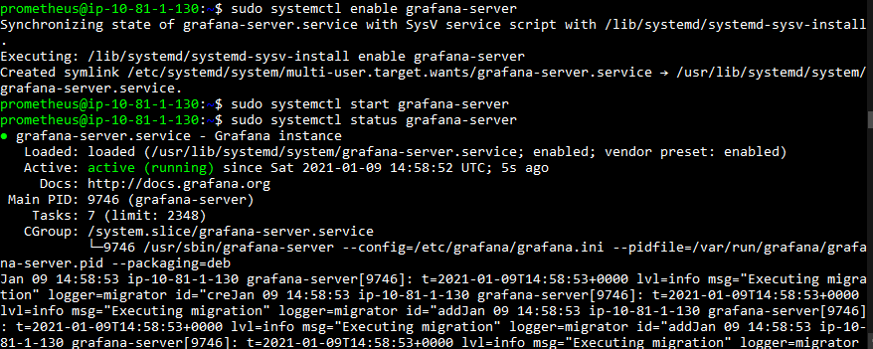 prometheus@ip-10-81-1-130:~$ sudo systemctl enable grafana-server
Synchronizing state of grafana-server.service with SysV service script with /lib/systemd/systemd-sysv-install
.
Executing: /lib/systemd/systemd-sysv-install enable grafana-server
Created symlink /etc/systemd/system/multi-user.target.wants/grafana-server.service → /usr/lib/systemd/system/
grafana-server.service.
prometheus@ip-10-81-1-130:~$ sudo systemctl start grafana-server
prometheus@ip-10-81-1-130:~$ sudo systemctl status grafana-server
● grafana-server.service - Grafana instance
Loaded: loaded (/usr/lib/systemd/system/grafana-server.service; enabled; vendor preset: enabled)
Active: active (running) since Sat 2021-01-09 14:58:52 UTC; 5s ago
Docs: http://docs.grafana.org
Main PID: 9746 (grafana-server)
Tasks: 7 (limit: 2348)
CGroup: /system.slice/grafana-server.service
└─9746 /usr/sbin/grafana-server --config=/etc/grafana/grafana.ini --pidfile=/var/run/grafana/grafa
na-server.pid --packaging=deb
Jan 09 14:58:53 ip-10-81-1-130 grafana-server[9746]: t=2021-01-09T14:58:53+0000 lvl=info msg="Executing migra
tion" logger=migrator id="creJan 09 14:58:53 ip-10-81-1-130 grafana-server[9746]: t=2021-01-09T14:58:53+0000
lvl=info msg="Executing migration" logger=migrator id="addJan 09 14:58:53 ip-10-81-1-130 grafana-server[9746]
: t=2021-01-09T14:58:53+0000 lvl=info msg="Executing migration" logger=migrator id="addJan 09 14:58:53 ip-10-
81-1-130 grafana-server[9746]: t=2021-01-09T14:58:53+0000 lvl=info msg="Executing migration" logger=migrator